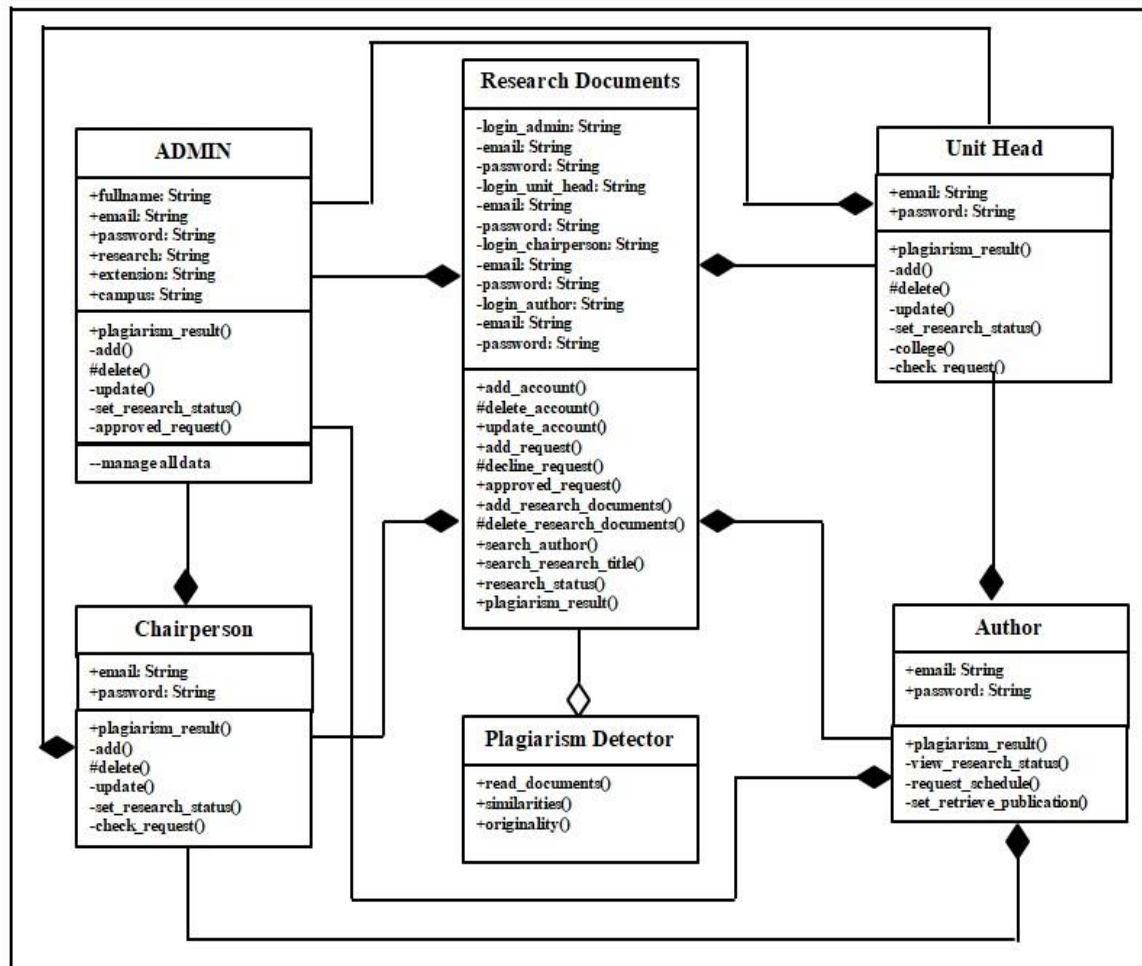 ADMIN
+fullname: String
+email: String
+password: String
+research: String
+extension: String
+campus: String
+plagiarism_result()
-add()
#delete()
-update()
-set_research_status()
-approved_request()
--manage all data
Research Documents
-login_admin: String
-email: String
-password: String
-login_unit_head: String
-email: String
-password: String
-login_chairperson: String
-email: String
-password: String
-login_author: String
-email: String
-password: String
+add_account()
#delete_account()
+update_account()
+add_request()
#decline_request()
+approved_request()
+add_research_documents()
#delete_research_documents()
+search_author()
+search_research_title()
+research_status()
+plagiarism_result()
Unit Head
+email: String
+password: String
+plagiarism_result()
-add()
#delete()
-update()
-set_research_status()
-college()
-check_request()
Chairperson
+email: String
+password: String
+plagiarism_result()
-add()
#delete()
-update()
-set_research_status()
-check_request()
Plagiarism Detector
+read_documents()
+similarities()
+originality()
Author
+email: String
+password: String
+plagiarism_result()
-view_research_status()
-request_schedule()
-set_retrieve_publication()